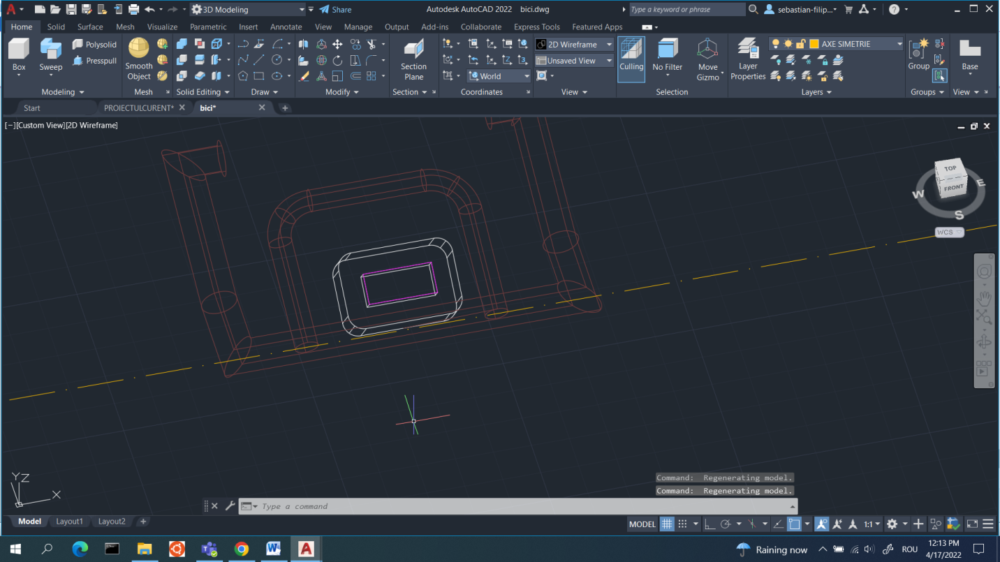 3D Modeling
Share
Autodesk AutoCAD 2022 bici.dwg
Type a keyword or phrase
sebastian-filip...
Home Solid Surface Mesh Visualize Parametric Insert Annotate View Manage Output Add-ins Collaborate Express Tools Featured Apps
Box
Sweep
Polysolid
Presspull
Smooth
Object
Section
Plane
World
2D Wireframe
Unsaved View
Culling
No Filter
Move
Gizmo
Layer
Properties
AXE SIMETRIE
Group
Base
Modeling Mesh Solid Editing Draw Modify Section Coordinates View Selection Layers Groups View
Start PROIECTULCURENT* bici*
[−][Custom View][2D Wireframe]
TOP
FRONT
W
E
S
WCS
Y
Z
X
Command: Regenerating model.
Command: Regenerating model.
Type a command
Model Layout1 Layout2 +
MODEL
1:1
Raining now
ROU
12:13 PM
4/17/2022